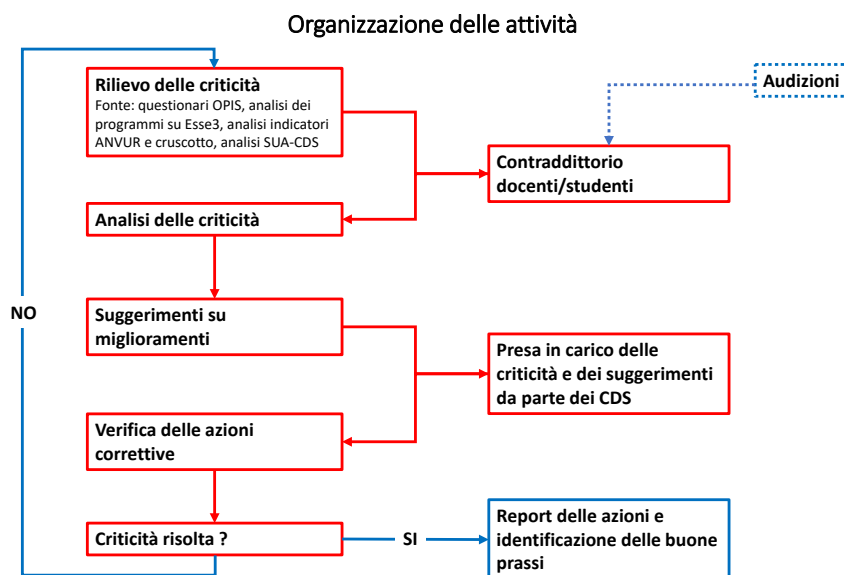 Organizzazione delle attività
Rilievo delle criticità
Fonte: questionari OPIS, analisi dei
programmi su Esse3, analisi indicatori
ANVUR e cruscotto, analisi SUA-CDS
Audizioni
Contraddittorio
docenti/studenti
Analisi delle criticità
NO
Suggerimenti su
miglioramenti
Presa in carico delle
criticità e dei suggerimenti
da parte dei CDS
Verifica delle azioni
correttive
Criticità risolta ?
SI
Report delle azioni e
identificazione delle buone
prassi